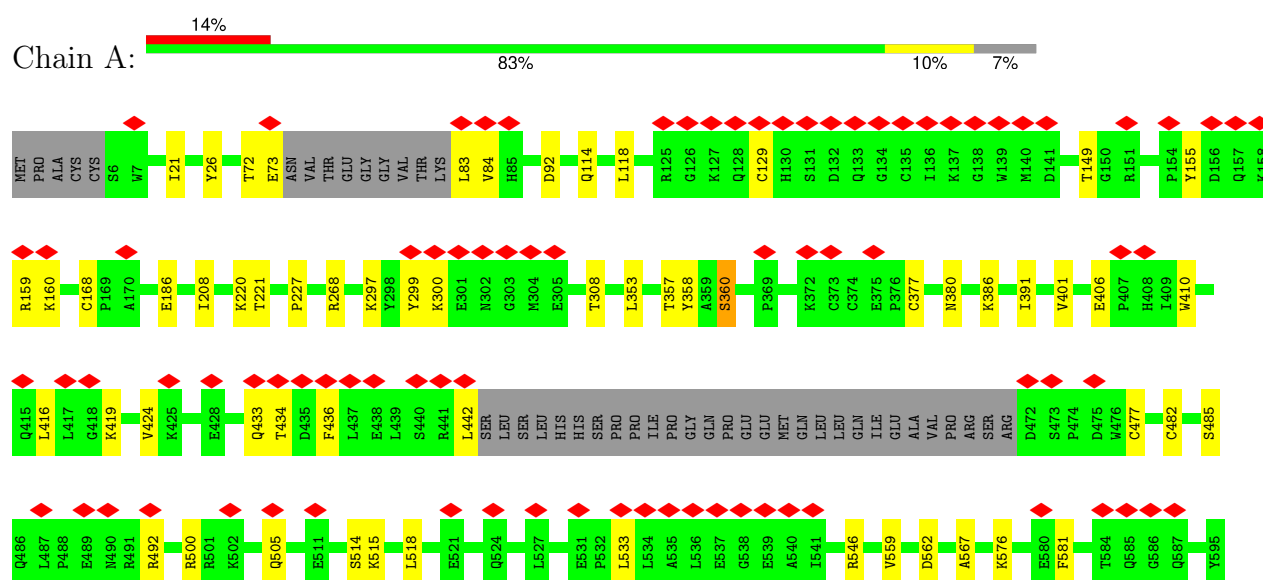 14%
Chain A:
83% 10% 7%
MET PRO ALA CYS CYS S6 W7 I21 Y26 T72 E73 ASN VAL THR GLU GLY GLY VAL THR LYS L83 V84 H85 D92 Q114 L118 R125 G126 K127 Q128 C129 H130 S131 D132 Q133 G134 C135 I136 K137 G138 W139 M140 D141 T149 G150 R151 P154 Y155 D156 Q157 K158
R159 K160 C168 P169 A170 E186 I208 K220 T221 P227 R268 K297 Y298 Y299 K300 E301 N302 G303 M304 E305 T308 L353 T357 Y358 A359 S360 P369 K372 C373 C374 E375 P376 C377 N380 K386 I391 V401 E406 P407 H408 I409 W410
Q415 L416 L417 G418 K419 V424 K425 E428 Q433 T434 D435 F436 L437 E438 L439 S440 R441 L442 SER LEU SER LEU HIS HIS SER PRO PRO ILE PRO GLY GLN PRO GLU GLU MET GLN LEU LEU GLN ILE GLU ALA VAL PRO ARG SER ARG D472 S473 P474 D475 W476 C477 C482 S485
Q486 L487 P488 E489 N490 R491 R492 R500 R501 K502 Q505 E511 S514 K515 L518 E521 Q524 L527 E531 P532 L533 L534 A535 L536 E537 G538 E539 A540 I541 R546 V559 D562 A567 K576 E580 F581 T584 Q585 G586 Q587 Y595